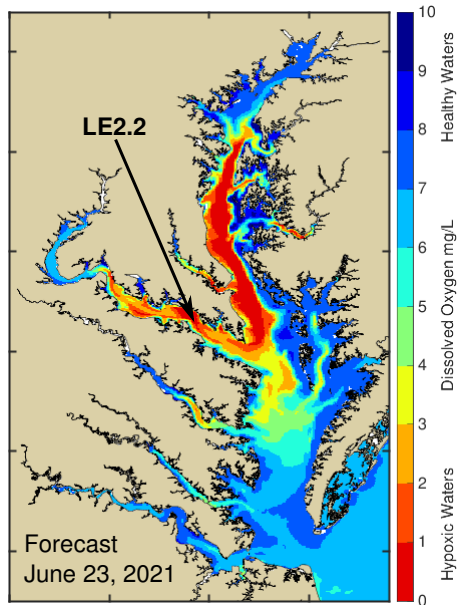 LE2.2
Forecast
June 23, 2021
10
9
8
7
6
5
4
3
2
1
0
Healthy Waters
Dissolved Oxygen mg/L
Hypoxic Waters